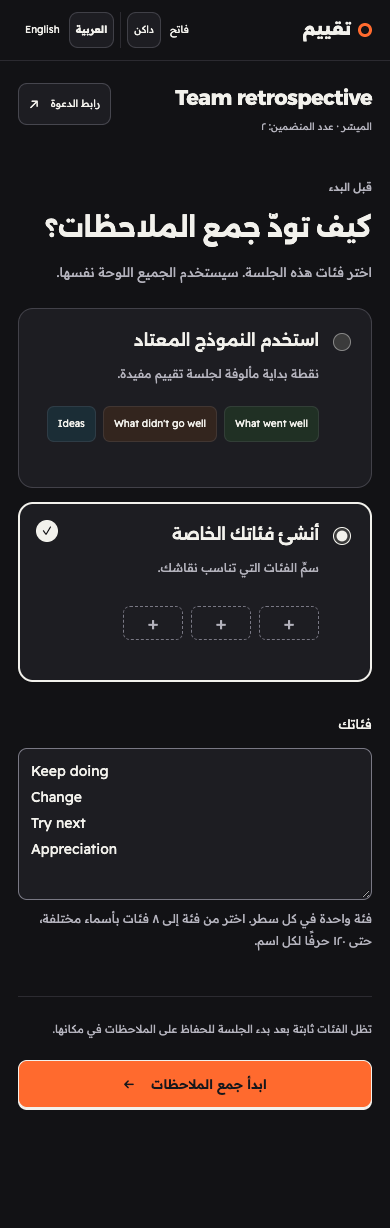 تقييم
فاتح
داكن
العربية
English
Team retrospective
الميسّر · عدد المنضمين: ٢
رابط الدعوة
قبل البدء
كيف تودّ جمع الملاحظات؟
اختر فئات هذه الجلسة. سيستخدم الجميع اللوحة نفسها.
استخدم النموذج المعتاد
نقطة بداية مألوفة لجلسة تقييم مفيدة.
What went well
What didn't go well
Ideas
أنشئ فئاتك الخاصة
سمِّ الفئات التي تناسب نقاشك.
+
+
+
فئاتك
Keep doing
Change
Try next
Appreciation
فئة واحدة في كل سطر. اختر من فئة إلى ٨ فئات بأسماء مختلفة،
حتى ١٢٠ حرفًا لكل اسم.
تظل الفئات ثابتة بعد بدء الجلسة للحفاظ على الملاحظات في مكانها.
ابدأ جمع الملاحظات